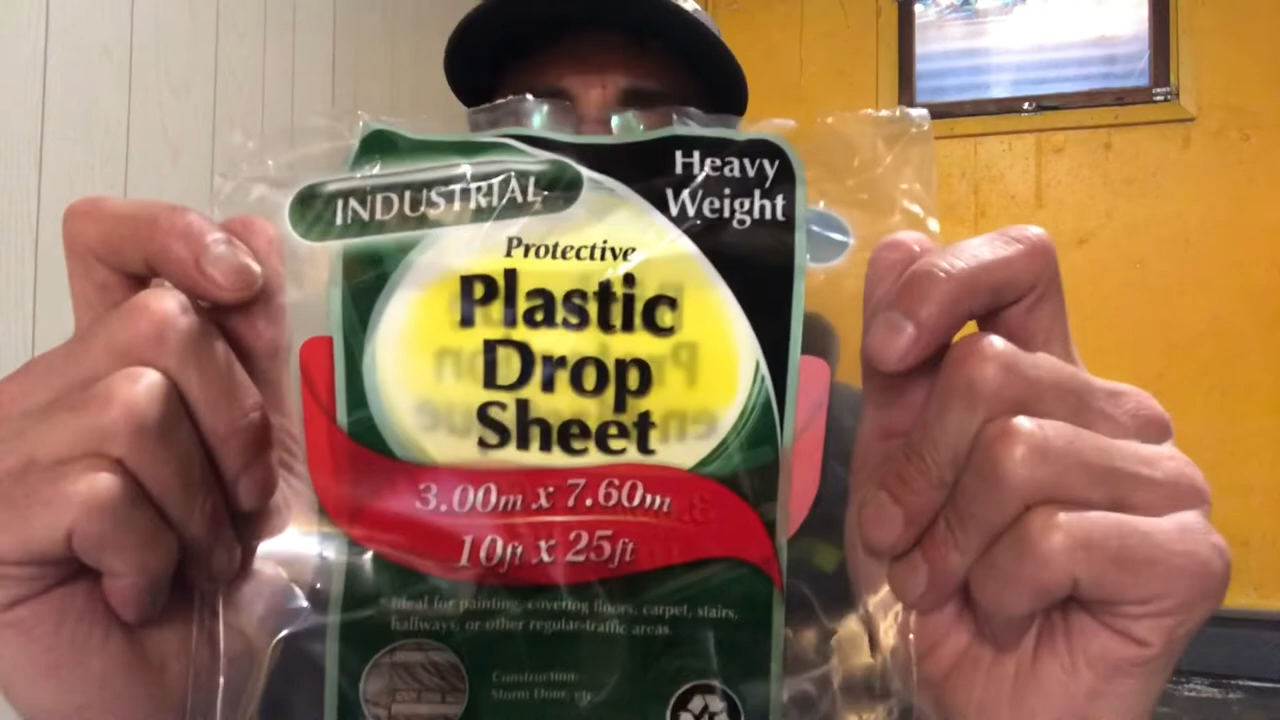 INDUSTRIAL
Heavy
Weight
Protective
Plastic
Drop
Sheet
3.00m x 7.60m
10ft x 25ft
Ideal for painting, covering floors, carpet, stairs,
hallways, or other regular-traffic areas.
Construction:
Storm Door, etc.